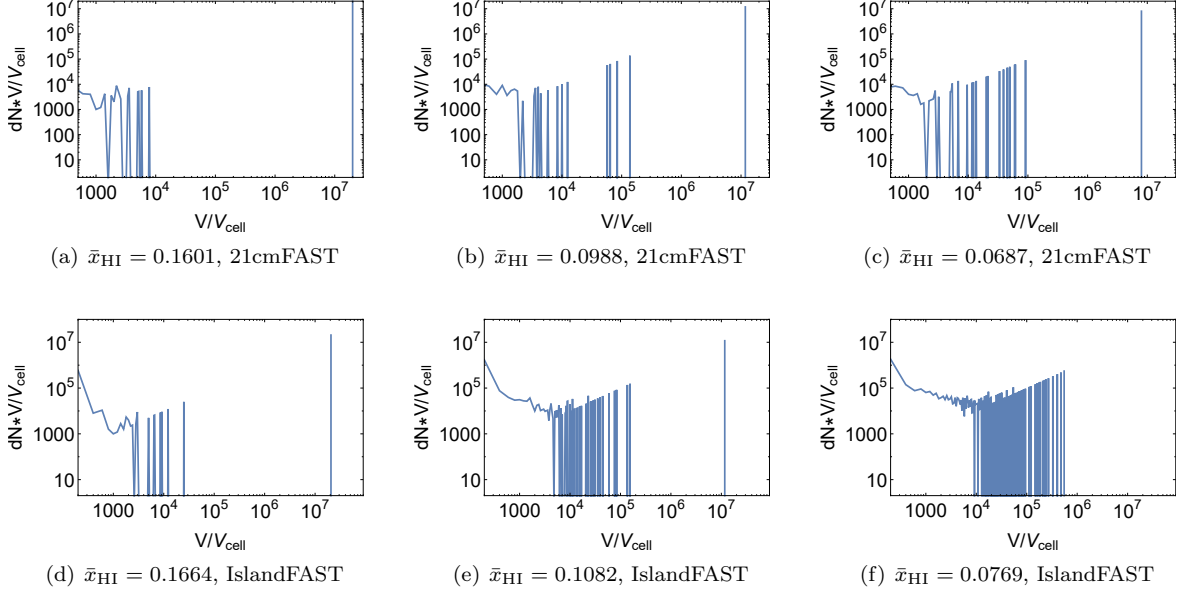 10⁷
10⁶
10⁵
10⁴
1000
100
10
dN*V/V_cell
1000 10⁴ 10⁵ 10⁶ 10⁷
V/V_cell
(a) x̄_HI = 0.1601, 21cmFAST
10⁷
10⁶
10⁵
10⁴
1000
100
10
dN*V/V_cell
1000 10⁴ 10⁵ 10⁶ 10⁷
V/V_cell
(b) x̄_HI = 0.0988, 21cmFAST
10⁷
10⁶
10⁵
10⁴
1000
100
10
dN*V/V_cell
1000 10⁴ 10⁵ 10⁶ 10⁷
V/V_cell
(c) x̄_HI = 0.0687, 21cmFAST
10⁷
10⁵
1000
10
dN*V/V_cell
1000 10⁴ 10⁵ 10⁶ 10⁷
V/V_cell
(d) x̄_HI = 0.1664, IslandFAST
10⁷
10⁵
1000
10
dN*V/V_cell
1000 10⁴ 10⁵ 10⁶ 10⁷
V/V_cell
(e) x̄_HI = 0.1082, IslandFAST
10⁷
10⁵
1000
10
dN*V/V_cell
1000 10⁴ 10⁵ 10⁶ 10⁷
V/V_cell
(f) x̄_HI = 0.0769, IslandFAST